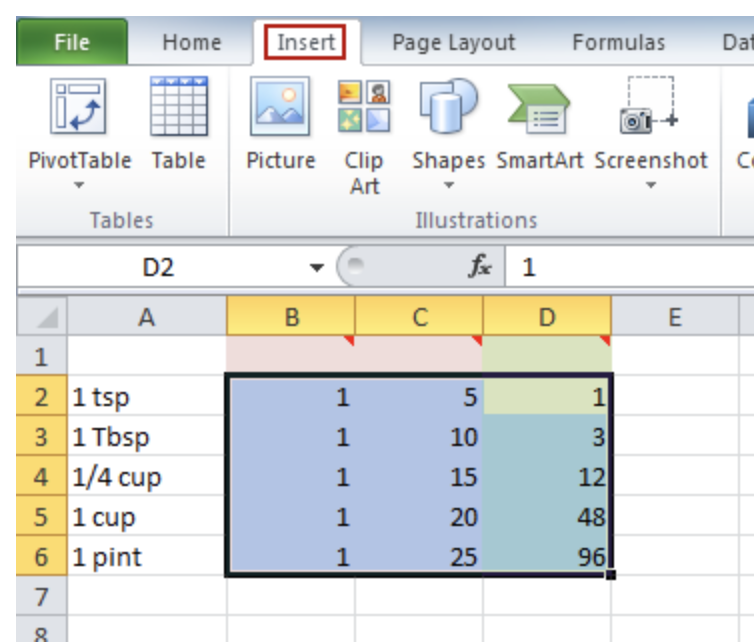 File Home Insert Page Layout Formulas Dat
PivotTable Table Picture Clip Art Shapes SmartArt Screenshot
Tables Illustrations
D2 fx 1
A B C D E
1
2 1 tsp 1 5 1
3 1 Tbsp 1 10 3
4 1/4 cup 1 15 12
5 1 cup 1 20 48
6 1 pint 1 25 96
7
8